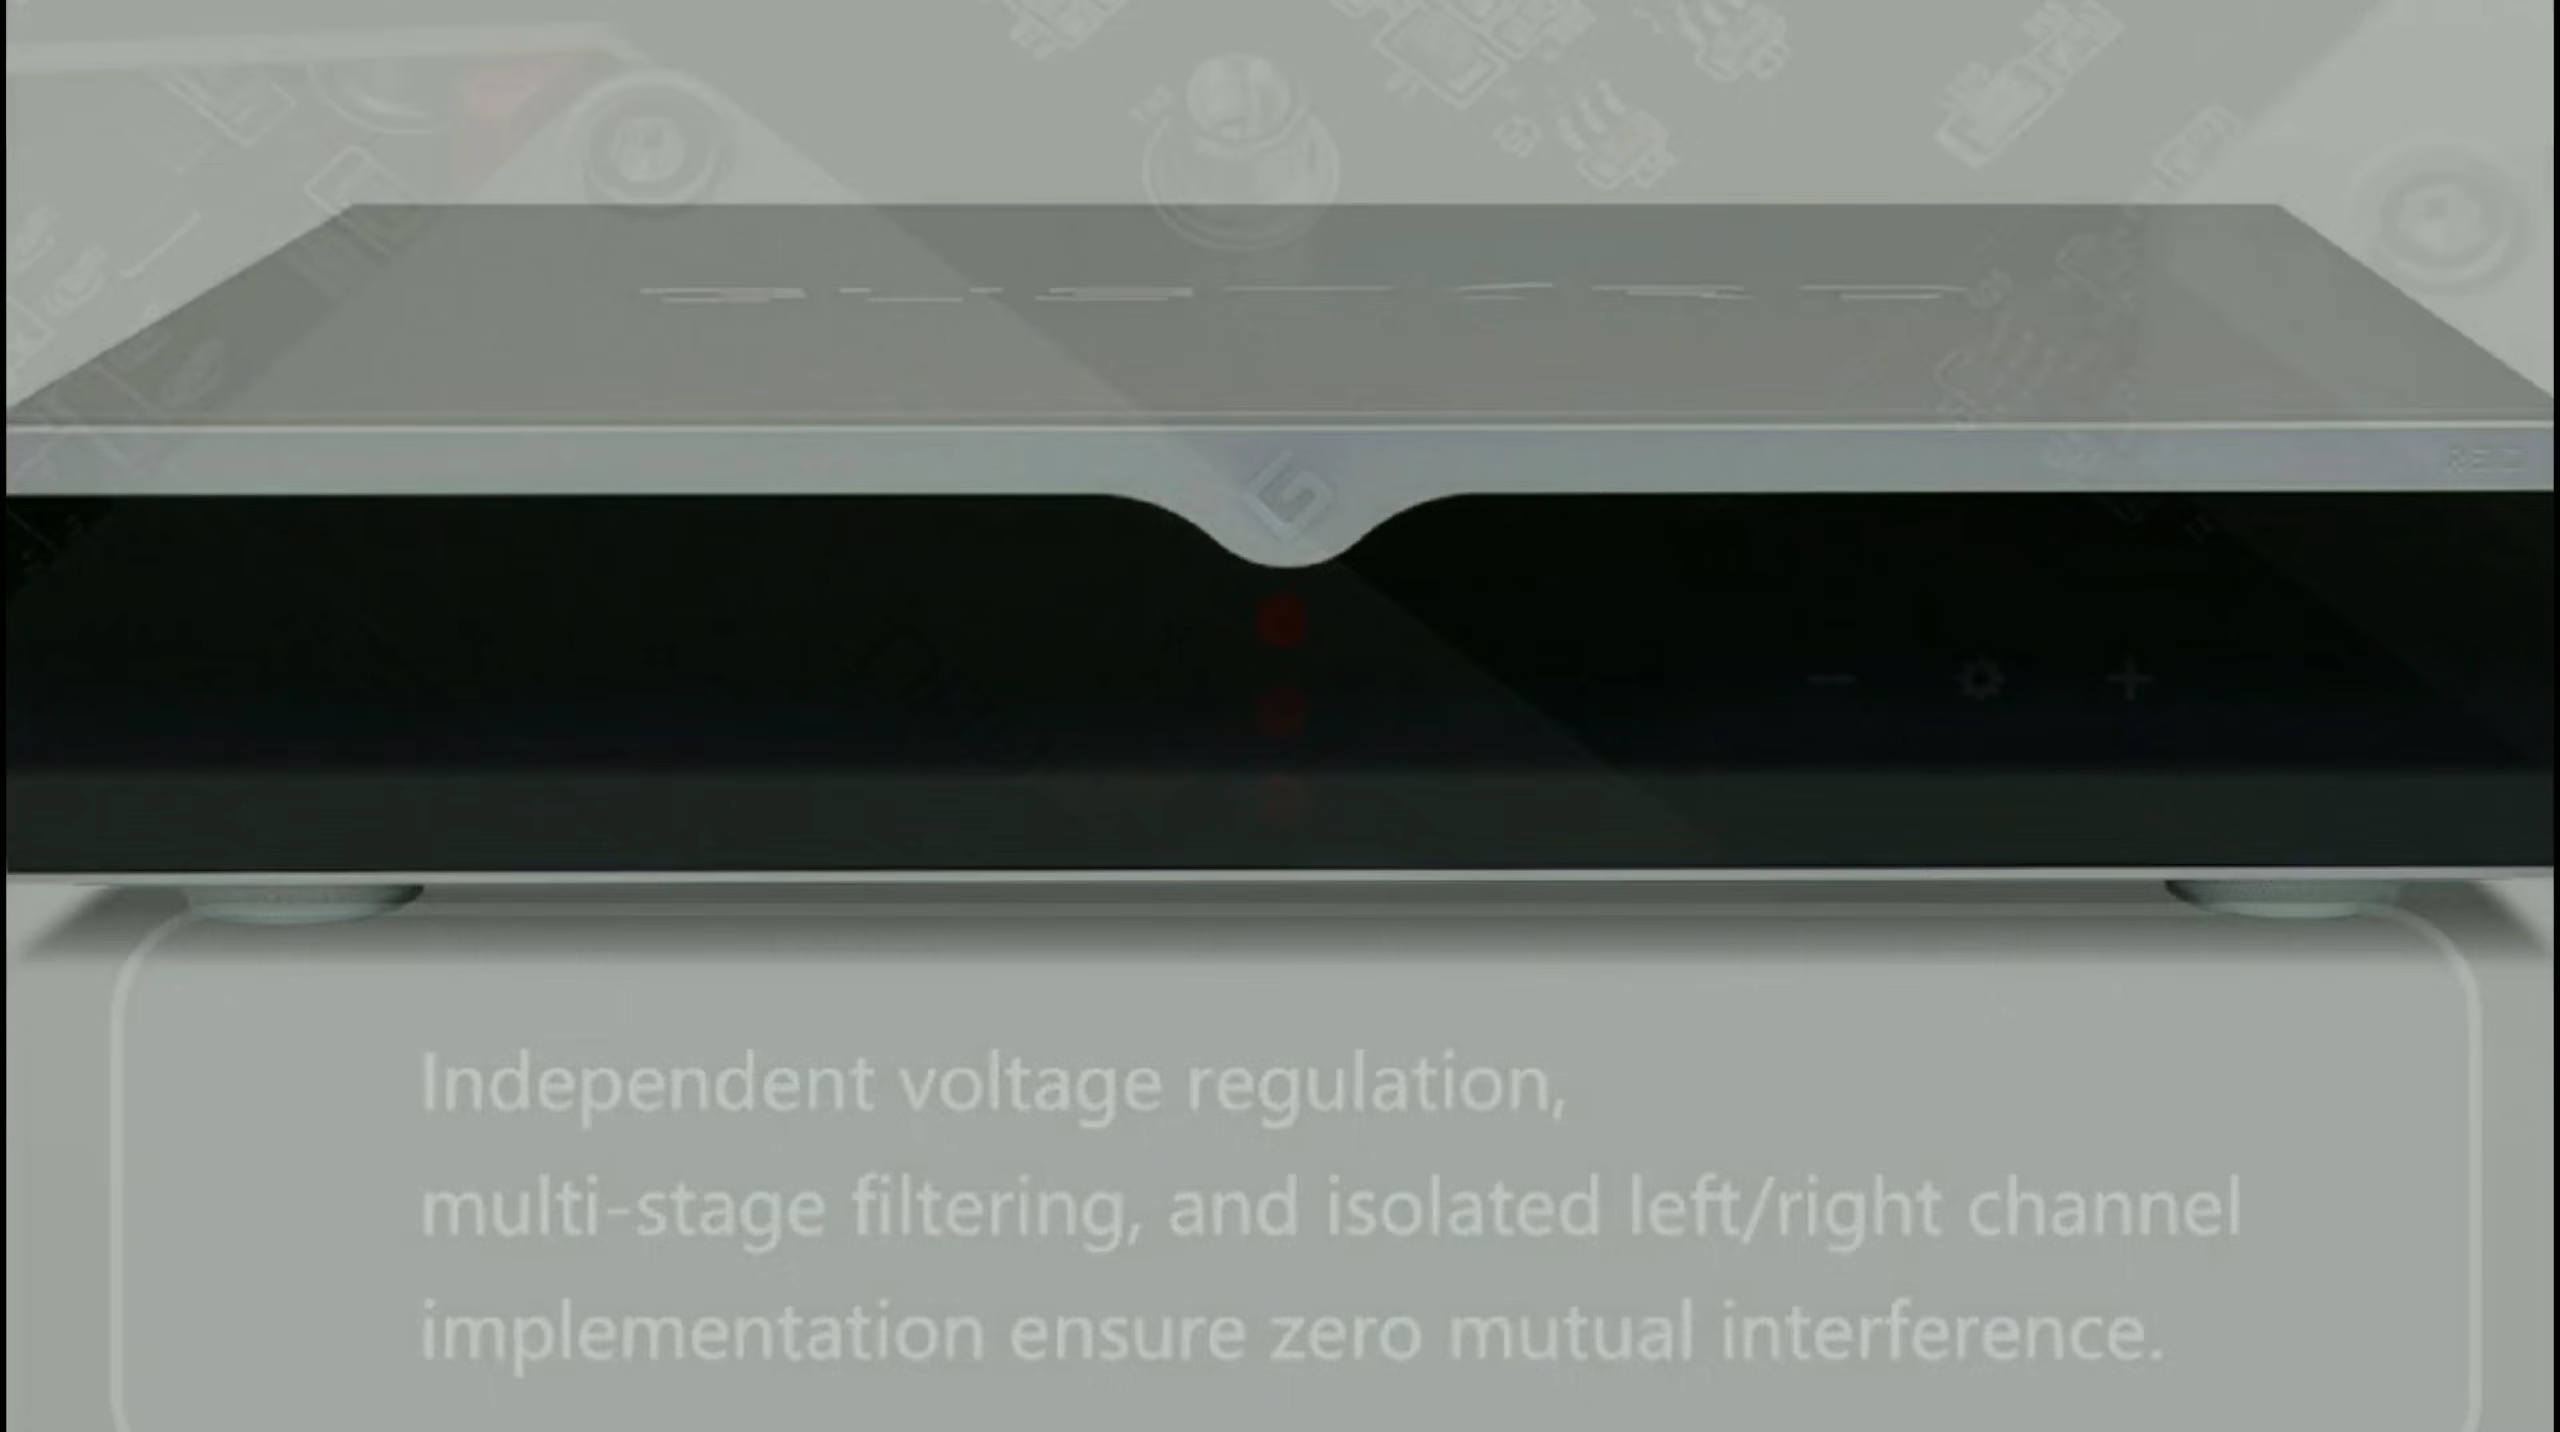 Independent voltage regulation,
multi-stage filtering, and isolated left/right channel
implementation ensure zero mutual interference.